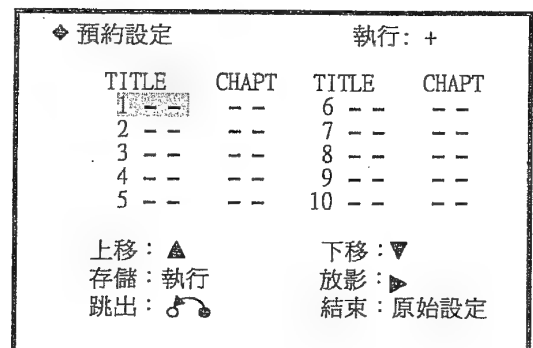 預約設定 執行: +
TITLE CHAPT TITLE CHAPT
1 -- -- 6 -- --
2 -- -- 7 -- --
3 -- -- 8 -- --
4 -- -- 9 -- --
5 -- -- 10 -- --
上移：▲ 下移：▼
存儲：執行 放影：▶
跳出： 結束：原始設定